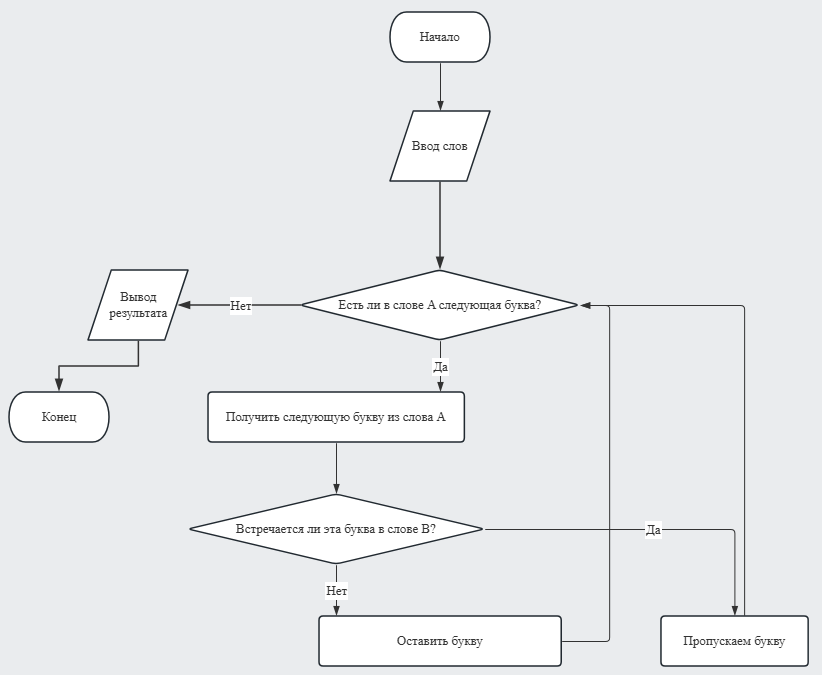 Начало
Ввод слов
Есть ли в слове А следующая буква?
Нет
Вывод
результата
Да
Конец
Получить следующую букву из слова А
Встречается ли эта буква в слове В?
Да
Нет
Оставить букву
Пропускаем букву